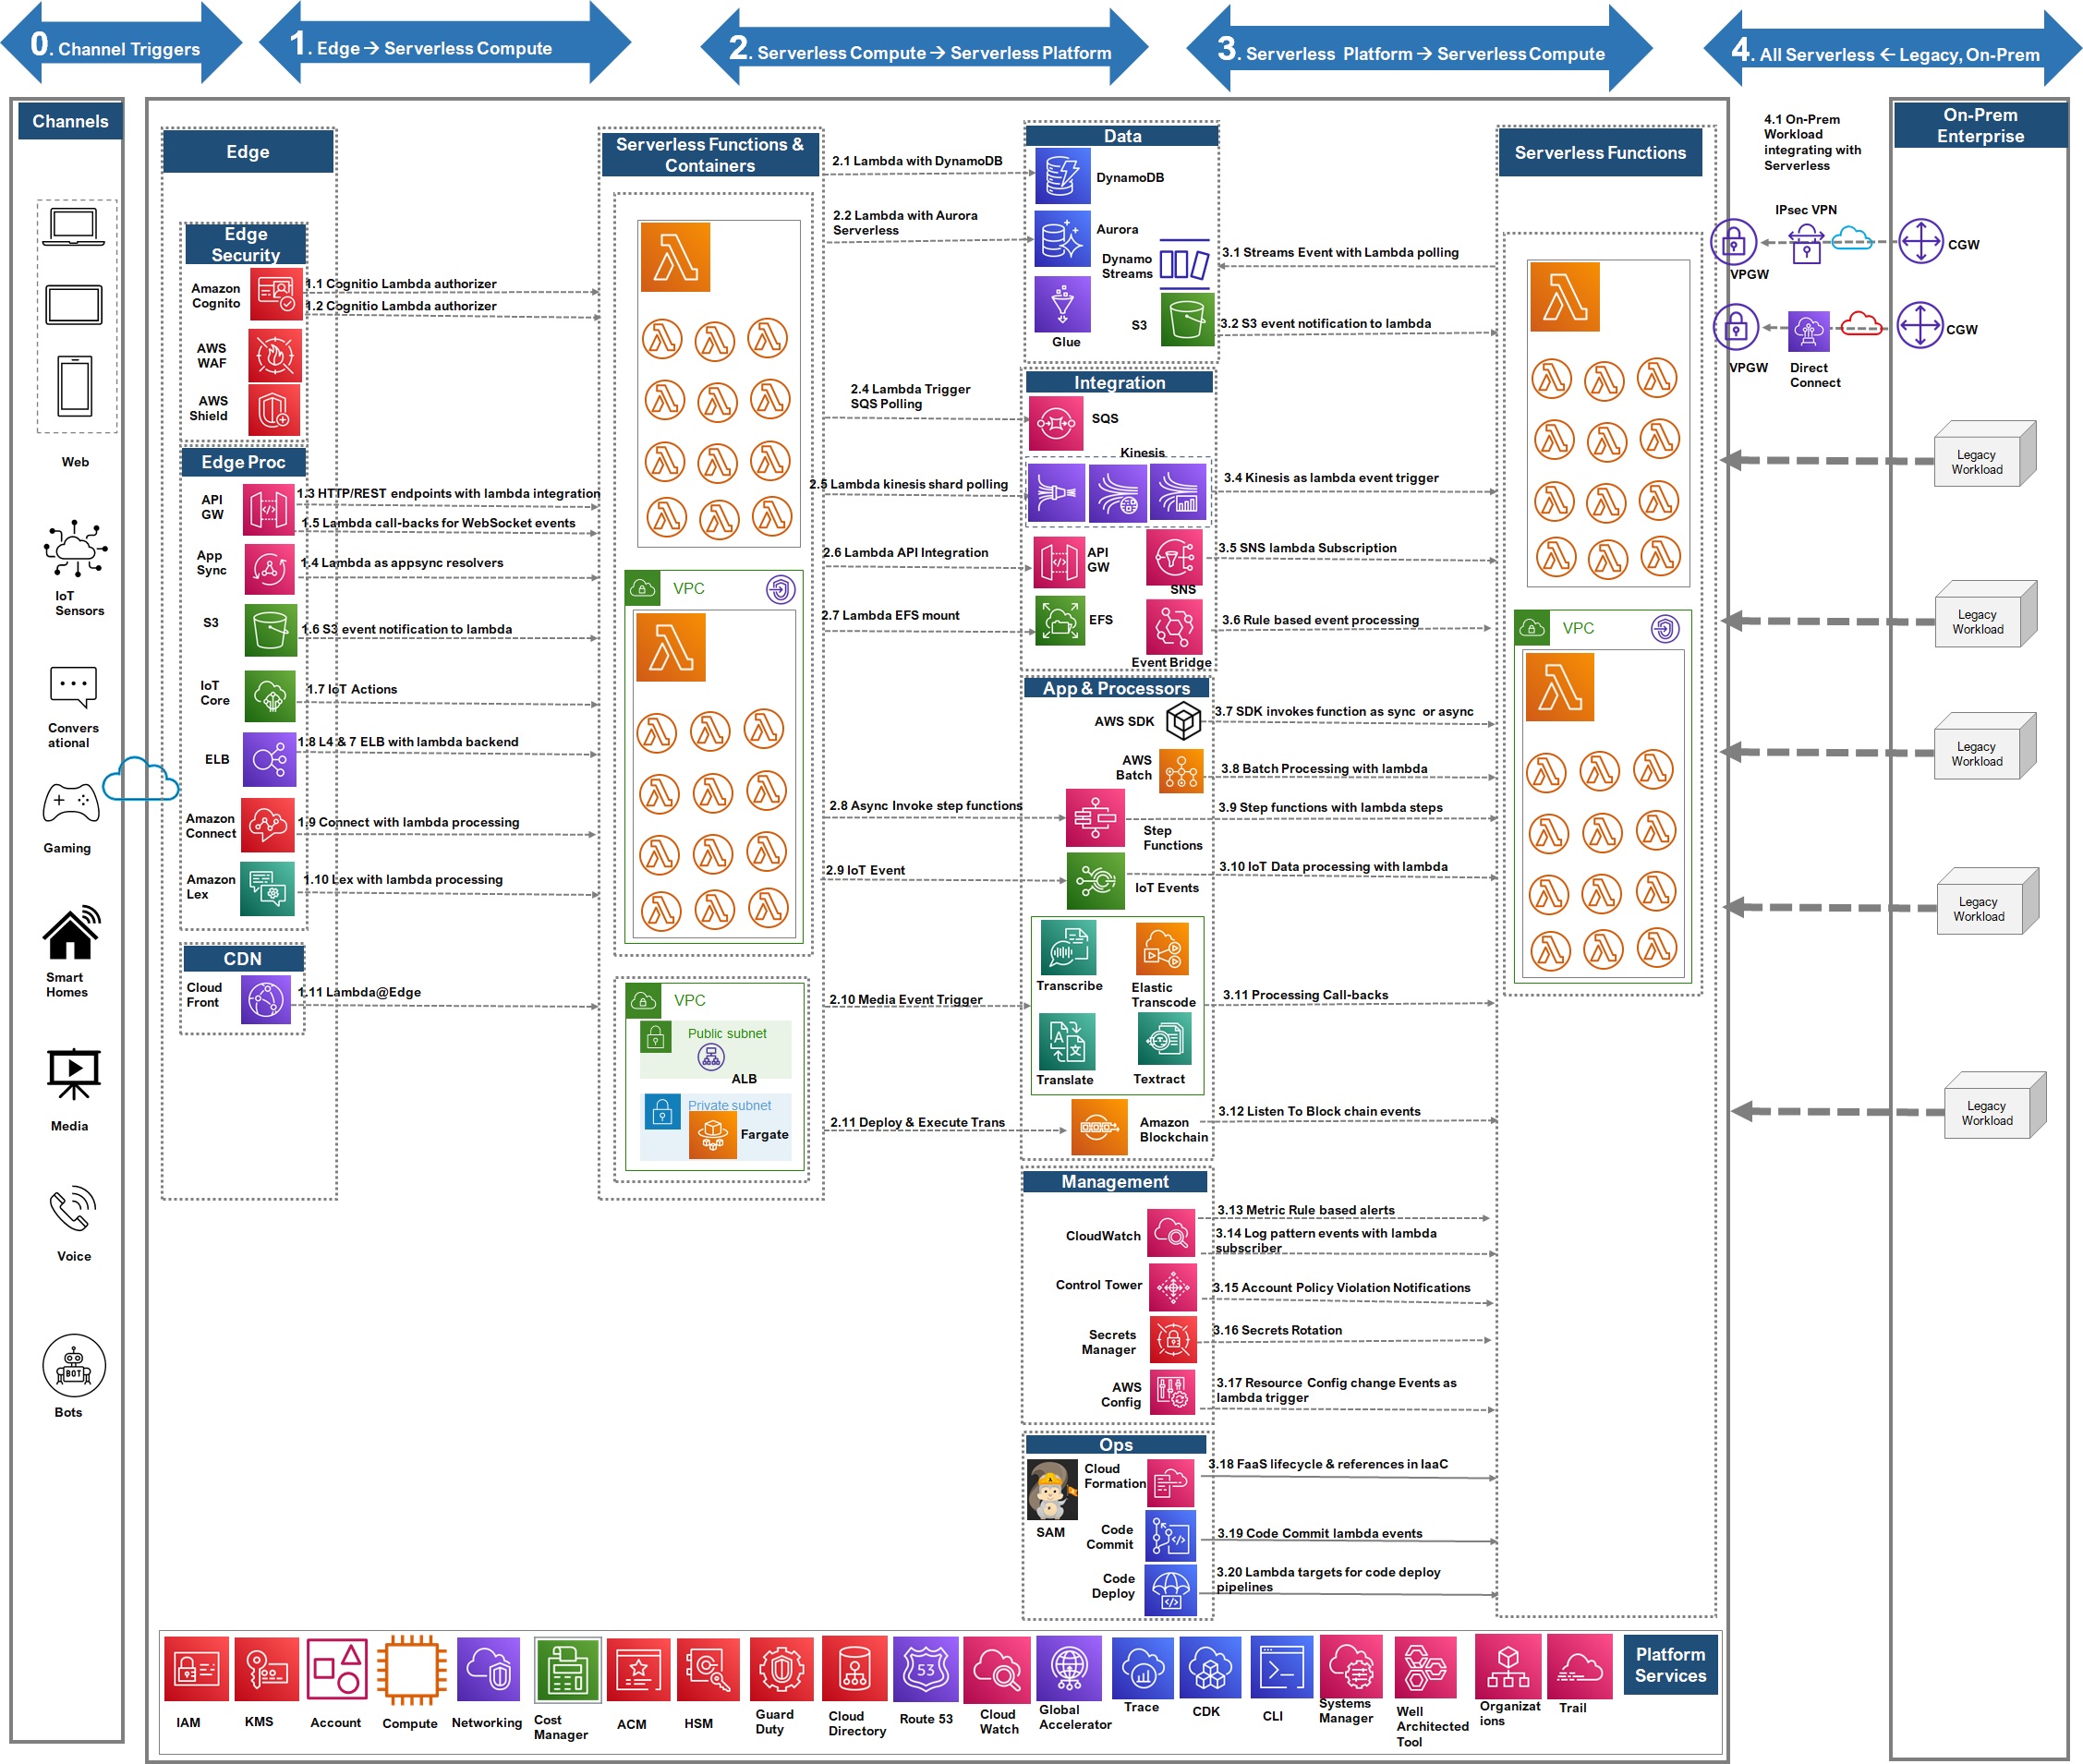 0. Channel Triggers
1. Edge → Serverless Compute
2. Serverless Compute → Serverless Platform
3. Serverless Platform → Serverless Compute
4. All Serverless ← Legacy, On-Prem
Channels
Web
IoT
Sensors
Convers
ational
Gaming
Smart
Homes
Media
Voice
BOT
Bots
Edge
Edge
Security
Amazon
Cognito
AWS
WAF
AWS
Shield
Edge Proc
API
GW
App
Sync
S3
IoT
Core
ELB
Amazon
Connect
Amazon
Lex
CDN
Cloud
Front
1.1 Cognitio Lambda authorizer
1.2 Cognitio Lambda authorizer
1.3 HTTP/REST endpoints with lambda integration
1.5 Lambda call-backs for WebSocket events
1.4 Lambda as appsync resolvers
1.6 S3 event notification to lambda
1.7 IoT Actions
1.8 L4 & 7 ELB with lambda backend
1.9 Connect with lambda processing
1.10 Lex with lambda processing
1.11 Lambda@Edge
Serverless Functions &
Containers
VPC
VPC
Public subnet
ALB
Private subnet
Fargate
2.1 Lambda with DynamoDB
2.2 Lambda with Aurora
Serverless
2.4 Lambda Trigger
SQS Polling
2.5 Lambda kinesis shard polling
2.6 Lambda API Integration
2.7 Lambda EFS mount
2.8 Async Invoke step functions
2.9 IoT Event
2.10 Media Event Trigger
2.11 Deploy & Execute Trans
Data
DynamoDB
Aurora
Dynamo
Streams
Glue
S3
Integration
SQS
Kinesis
API
GW
SNS
EFS
Event Bridge
App & Processors
AWS SDK
AWS
Batch
Step
Functions
IoT Events
Transcribe
Elastic
Transcode
A
文
Translate
Textract
Amazon
Blockchain
Management
CloudWatch
Control Tower
Secrets
Manager
AWS
Config
Ops
SAM
Cloud
Formation
Code
Commit
Code
Deploy
3.1 Streams Event with Lambda polling
3.2 S3 event notification to lambda
3.4 Kinesis as lambda event trigger
3.5 SNS lambda Subscription
3.6 Rule based event processing
3.7 SDK invokes function as sync or async
3.8 Batch Processing with lambda
3.9 Step functions with lambda steps
3.10 IoT Data processing with lambda
3.11 Processing Call-backs
3.12 Listen To Block chain events
3.13 Metric Rule based alerts
3.14 Log pattern events with lambda
subscriber
3.15 Account Policy Violation Notifications
3.16 Secrets Rotation
3.17 Resource Config change Events as
lambda trigger
3.18 FaaS lifecycle & references in IaaC
3.19 Code Commit lambda events
3.20 Lambda targets for code deploy
pipelines
Serverless Functions
VPC
4.1 On-Prem
Workload
integrating with
Serverless
IPsec VPN
VPGW
CGW
VPGW
Direct
Connect
CGW
On-Prem
Enterprise
Legacy
Workload
Legacy
Workload
Legacy
Workload
Legacy
Workload
Legacy
Workload
IAM
KMS
Account
Compute
Networking
Cost
Manager
ACM
HSM
Guard
Duty
Cloud
Directory
53
Route 53
Cloud
Watch
Global
Accelerator
Trace
CDK
CLI
Systems
Manager
Well
Architected
Tool
Organizat
ions
Trail
Platform
Services